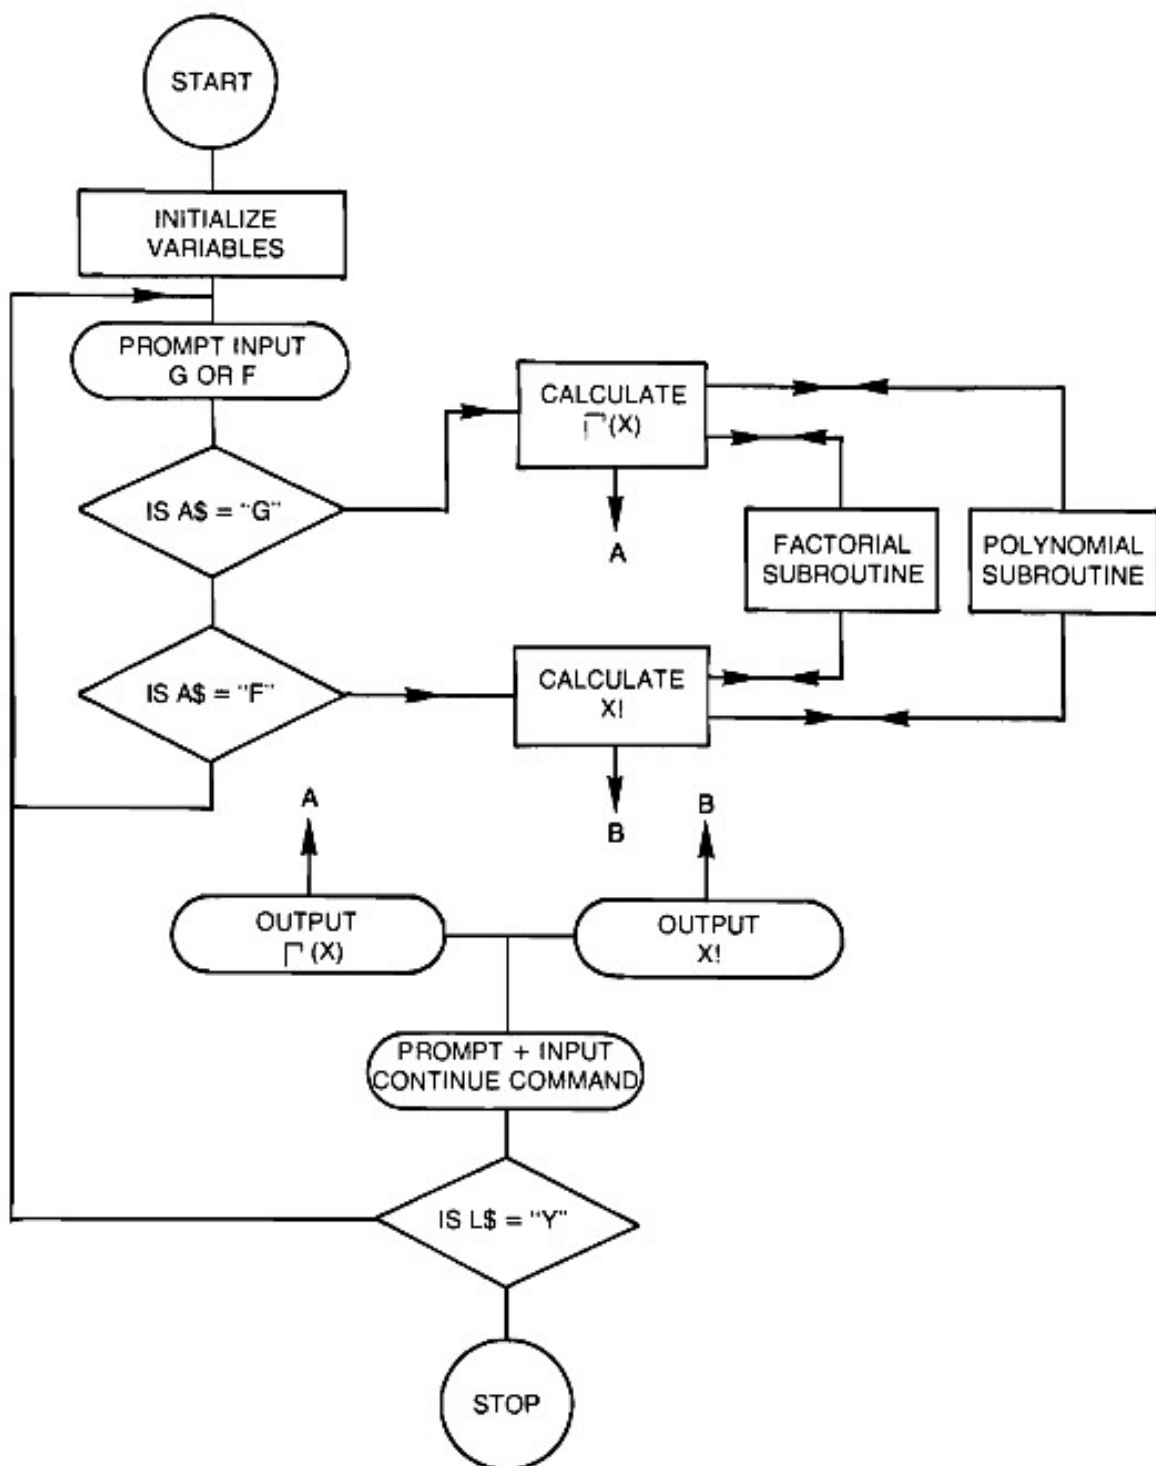 START
INITIALIZE
VARIABLES
PROMPT INPUT
G OR F
IS A$ = "G"
CALCULATE
Γ(X)
A
FACTORIAL
SUBROUTINE
POLYNOMIAL
SUBROUTINE
IS A$ = "F"
CALCULATE
X!
B
A
B
OUTPUT
Γ (X)
OUTPUT
X!
PROMPT + INPUT
CONTINUE COMMAND
IS L$ = "Y"
STOP